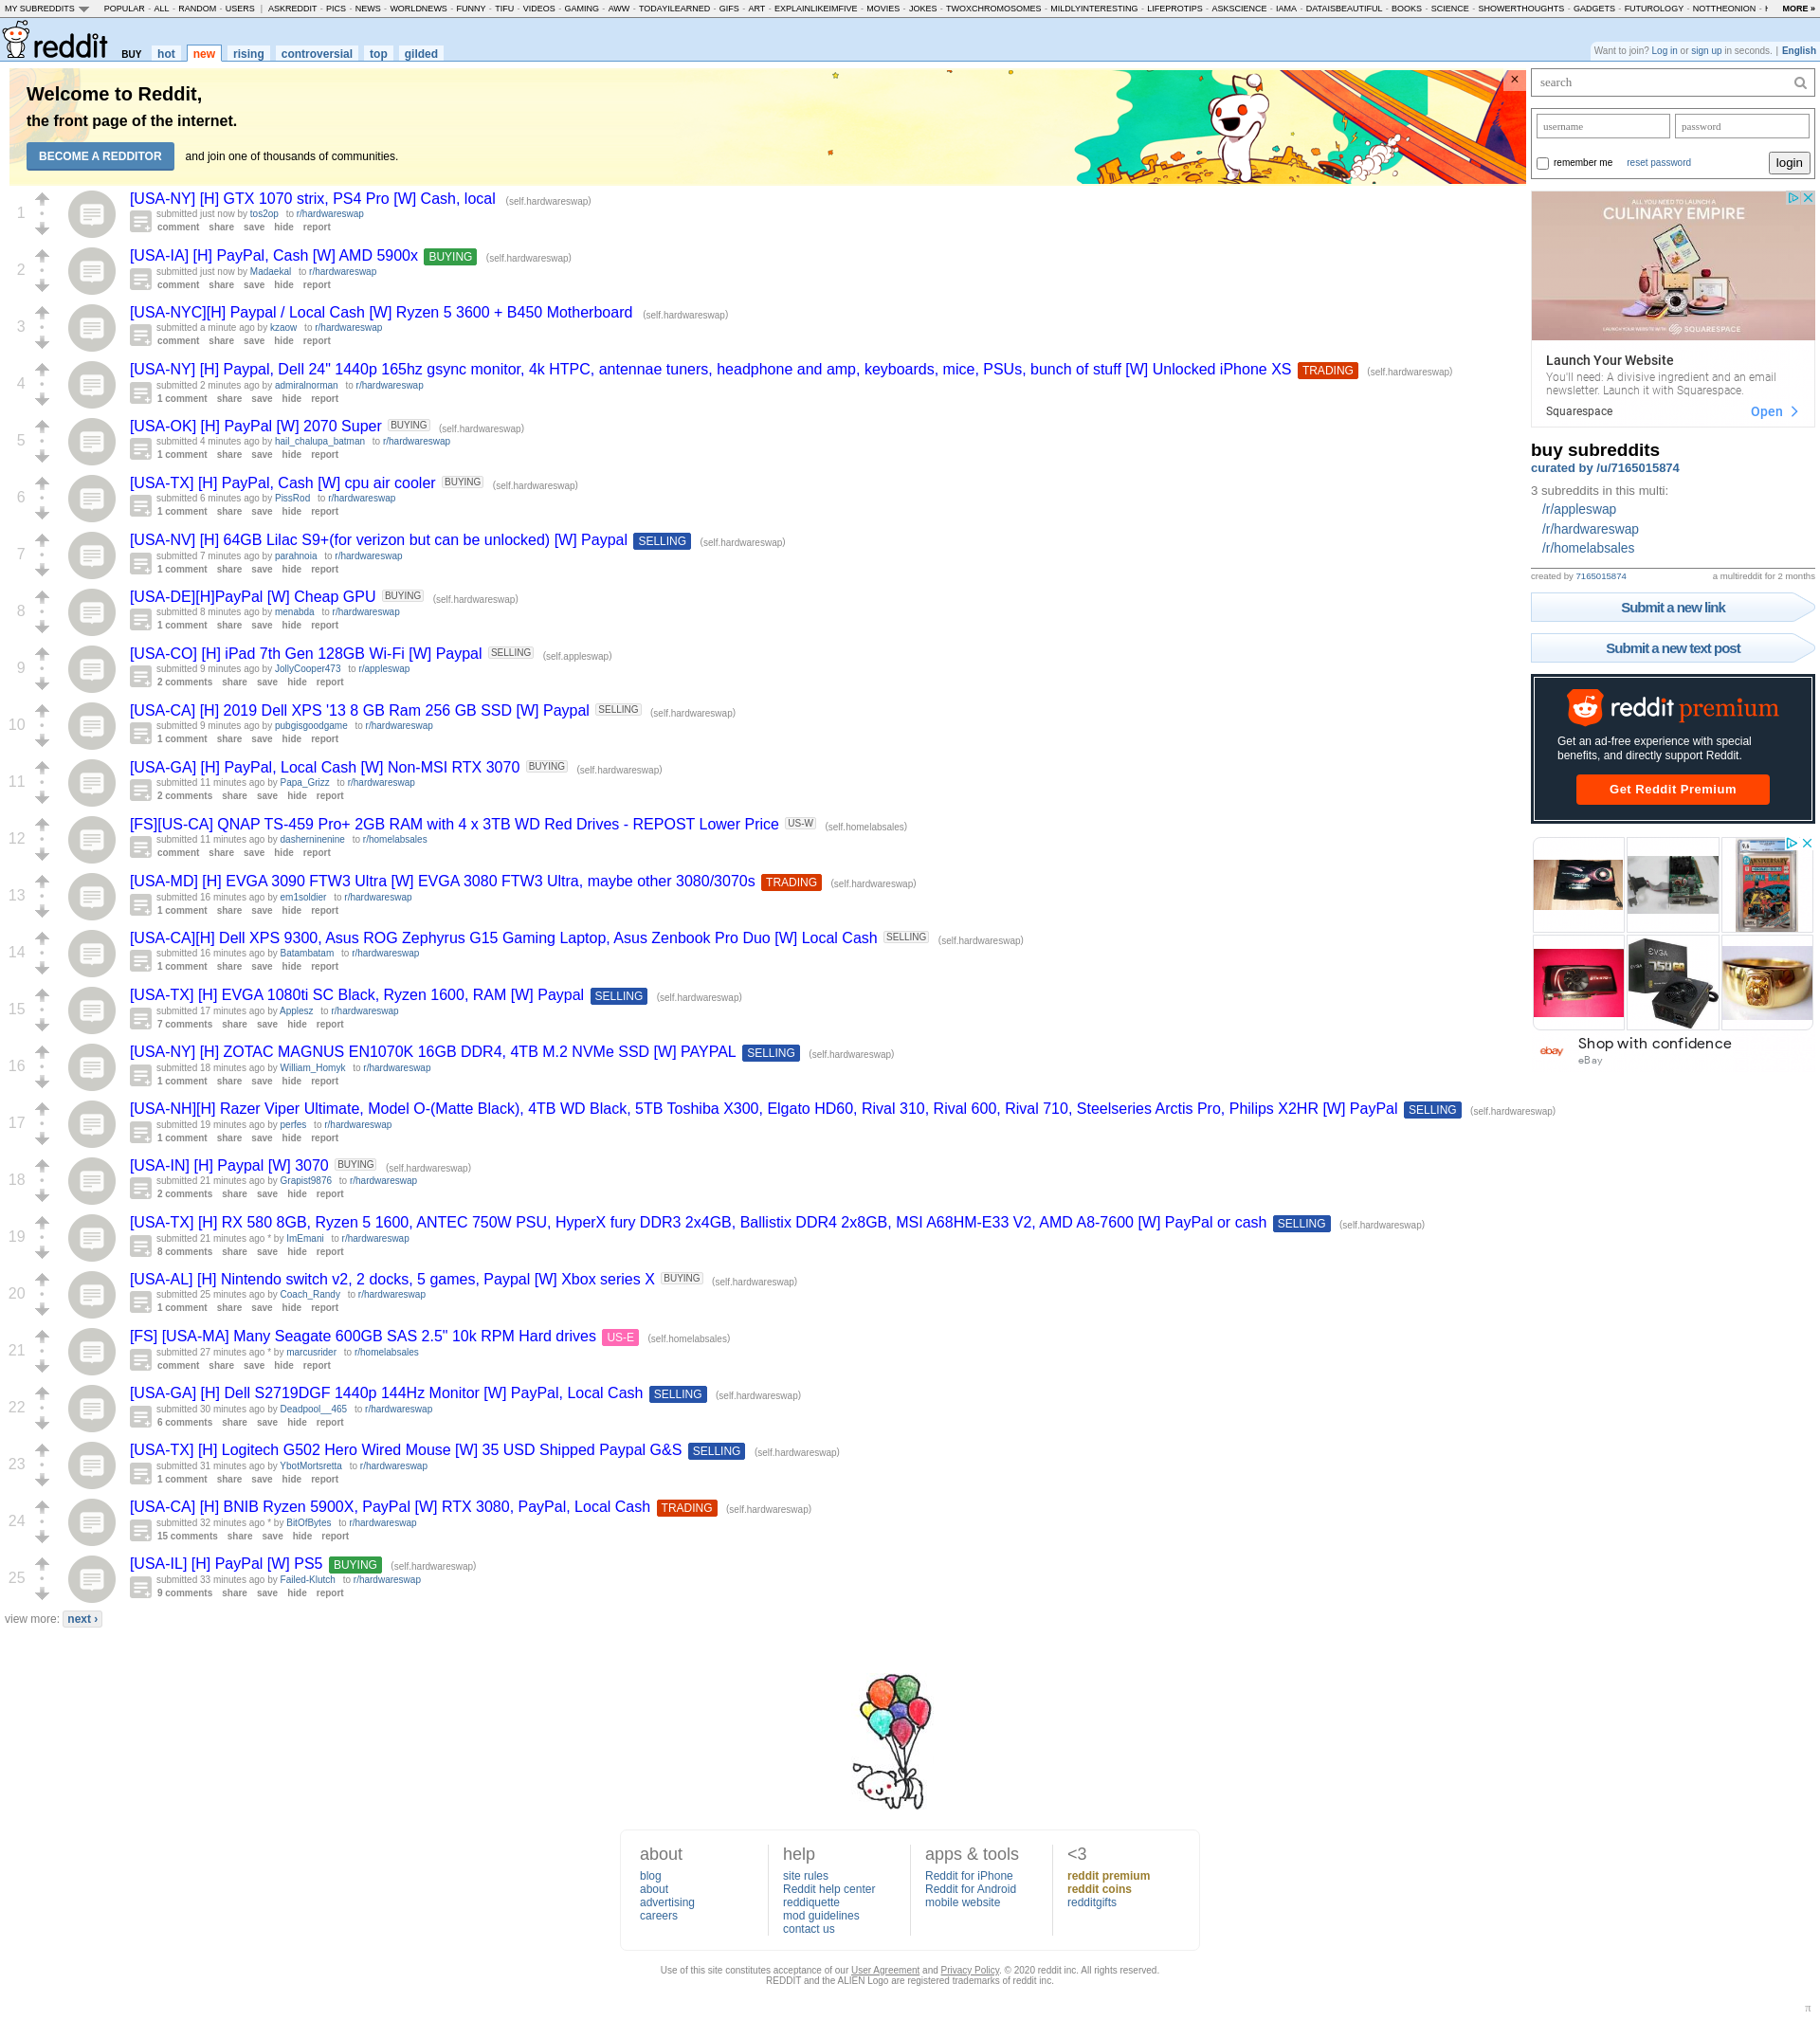 MY SUBREDDITS POPULAR - ALL - RANDOM - USERS | ASKREDDIT - PICS - NEWS - WORLDNEWS - FUNNY - TIFU - VIDEOS - GAMING - AWW - TODAYILEARNED - GIFS - ART - EXPLAINLIKEIMFIVE - MOVIES - JOKES - TWOXCHROMOSOMES - MILDLYINTERESTING - LIFEPROTIPS - ASKSCIENCE - IAMA - DATAISBEAUTIFUL - BOOKS - SCIENCE - SHOWERTHOUGHTS - GADGETS - FUTUROLOGY - NOTTHEONION - MORE »
reddit BUY hot new rising controversial top gilded
Want to join? Log in or sign up in seconds. | English
Welcome to Reddit,
the front page of the internet.
BECOME A REDDITOR and join one of thousands of communities.
×
1
[USA-NY] [H] GTX 1070 strix, PS4 Pro [W] Cash, local (self.hardwareswap)
submitted just now by tos2op to r/hardwareswap
comment share save hide report
2
[USA-IA] [H] PayPal, Cash [W] AMD 5900x BUYING (self.hardwareswap)
submitted just now by Madaekal to r/hardwareswap
comment share save hide report
3
[USA-NYC][H] Paypal / Local Cash [W] Ryzen 5 3600 + B450 Motherboard (self.hardwareswap)
submitted a minute ago by kzaow to r/hardwareswap
comment share save hide report
4
[USA-NY] [H] Paypal, Dell 24" 1440p 165hz gsync monitor, 4k HTPC, antennae tuners, headphone and amp, keyboards, mice, PSUs, bunch of stuff [W] Unlocked iPhone XS TRADING (self.hardwareswap)
submitted 2 minutes ago by admiralnorman to r/hardwareswap
1 comment share save hide report
5
[USA-OK] [H] PayPal [W] 2070 Super BUYING (self.hardwareswap)
submitted 4 minutes ago by hail_chalupa_batman to r/hardwareswap
1 comment share save hide report
6
[USA-TX] [H] PayPal, Cash [W] cpu air cooler BUYING (self.hardwareswap)
submitted 6 minutes ago by PissRod to r/hardwareswap
1 comment share save hide report
7
[USA-NV] [H] 64GB Lilac S9+(for verizon but can be unlocked) [W] Paypal SELLING (self.hardwareswap)
submitted 7 minutes ago by parahnoia to r/hardwareswap
1 comment share save hide report
8
[USA-DE][H]PayPal [W] Cheap GPU BUYING (self.hardwareswap)
submitted 8 minutes ago by menabda to r/hardwareswap
1 comment share save hide report
9
[USA-CO] [H] iPad 7th Gen 128GB Wi-Fi [W] Paypal SELLING (self.appleswap)
submitted 9 minutes ago by JollyCooper473 to r/appleswap
2 comments share save hide report
10
[USA-CA] [H] 2019 Dell XPS '13 8 GB Ram 256 GB SSD [W] Paypal SELLING (self.hardwareswap)
submitted 9 minutes ago by pubgisgoodgame to r/hardwareswap
1 comment share save hide report
11
[USA-GA] [H] PayPal, Local Cash [W] Non-MSI RTX 3070 BUYING (self.hardwareswap)
submitted 11 minutes ago by Papa_Grizz to r/hardwareswap
2 comments share save hide report
12
[FS][US-CA] QNAP TS-459 Pro+ 2GB RAM with 4 x 3TB WD Red Drives - REPOST Lower Price US-W (self.homelabsales)
submitted 11 minutes ago by dasherninenine to r/homelabsales
comment share save hide report
13
[USA-MD] [H] EVGA 3090 FTW3 Ultra [W] EVGA 3080 FTW3 Ultra, maybe other 3080/3070s TRADING (self.hardwareswap)
submitted 16 minutes ago by em1soldier to r/hardwareswap
1 comment share save hide report
14
[USA-CA][H] Dell XPS 9300, Asus ROG Zephyrus G15 Gaming Laptop, Asus Zenbook Pro Duo [W] Local Cash SELLING (self.hardwareswap)
submitted 16 minutes ago by Batambatam to r/hardwareswap
1 comment share save hide report
15
[USA-TX] [H] EVGA 1080ti SC Black, Ryzen 1600, RAM [W] Paypal SELLING (self.hardwareswap)
submitted 17 minutes ago by Applesz to r/hardwareswap
7 comments share save hide report
16
[USA-NY] [H] ZOTAC MAGNUS EN1070K 16GB DDR4, 4TB M.2 NVMe SSD [W] PAYPAL SELLING (self.hardwareswap)
submitted 18 minutes ago by William_Homyk to r/hardwareswap
1 comment share save hide report
17
[USA-NH][H] Razer Viper Ultimate, Model O-(Matte Black), 4TB WD Black, 5TB Toshiba X300, Elgato HD60, Rival 310, Rival 600, Rival 710, Steelseries Arctis Pro, Philips X2HR [W] PayPal SELLING (self.hardwareswap)
submitted 19 minutes ago by perfes to r/hardwareswap
1 comment share save hide report
18
[USA-IN] [H] Paypal [W] 3070 BUYING (self.hardwareswap)
submitted 21 minutes ago by Grapist9876 to r/hardwareswap
2 comments share save hide report
19
[USA-TX] [H] RX 580 8GB, Ryzen 5 1600, ANTEC 750W PSU, HyperX fury DDR3 2x4GB, Ballistix DDR4 2x8GB, MSI A68HM-E33 V2, AMD A8-7600 [W] PayPal or cash SELLING (self.hardwareswap)
submitted 21 minutes ago * by ImEmani to r/hardwareswap
8 comments share save hide report
20
[USA-AL] [H] Nintendo switch v2, 2 docks, 5 games, Paypal [W] Xbox series X BUYING (self.hardwareswap)
submitted 25 minutes ago by Coach_Randy to r/hardwareswap
1 comment share save hide report
21
[FS] [USA-MA] Many Seagate 600GB SAS 2.5" 10k RPM Hard drives US-E (self.homelabsales)
submitted 27 minutes ago * by marcusrider to r/homelabsales
comment share save hide report
22
[USA-GA] [H] Dell S2719DGF 1440p 144Hz Monitor [W] PayPal, Local Cash SELLING (self.hardwareswap)
submitted 30 minutes ago by Deadpool__465 to r/hardwareswap
6 comments share save hide report
23
[USA-TX] [H] Logitech G502 Hero Wired Mouse [W] 35 USD Shipped Paypal G&S SELLING (self.hardwareswap)
submitted 31 minutes ago by YbotMortsretta to r/hardwareswap
1 comment share save hide report
24
[USA-CA] [H] BNIB Ryzen 5900X, PayPal [W] RTX 3080, PayPal, Local Cash TRADING (self.hardwareswap)
submitted 32 minutes ago * by BitOfBytes to r/hardwareswap
15 comments share save hide report
25
[USA-IL] [H] PayPal [W] PS5 BUYING (self.hardwareswap)
submitted 33 minutes ago by Failed-Klutch to r/hardwareswap
9 comments share save hide report
view more: next ›
search
username password
remember me reset password login
ALL YOU NEED TO LAUNCH A
CULINARY EMPIRE
LAUNCH YOUR WEBSITE WITH SQUARESPACE
Launch Your Website
You'll need: A divisive ingredient and an email
newsletter. Launch it with Squarespace.
Squarespace Open
buy subreddits
curated by /u/7165015874
3 subreddits in this multi:
/r/appleswap
/r/hardwareswap
/r/homelabsales
created by 7165015874 a multireddit for 2 months
Submit a new link
Submit a new text post
reddit premium
Get an ad-free experience with special
benefits, and directly support Reddit.
Get Reddit Premium
ANNIVERSARY
EVGA
750
Shop with confidence
ebay eBay
about
blog
about
advertising
careers
help
site rules
Reddit help center
reddiquette
mod guidelines
contact us
apps & tools
Reddit for iPhone
Reddit for Android
mobile website
<3
reddit premium
reddit coins
redditgifts
Use of this site constitutes acceptance of our User Agreement and Privacy Policy. © 2020 reddit inc. All rights reserved.
REDDIT and the ALIEN Logo are registered trademarks of reddit inc.
π